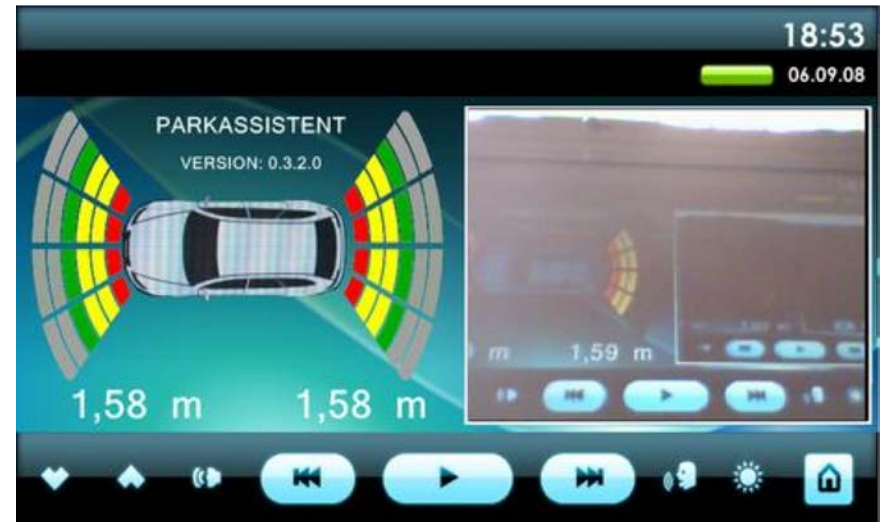 18:53
06.09.08
PARKASSISTENT
VERSION: 0.3.2.0
1,58 m
1,58 m
m
1,59 m